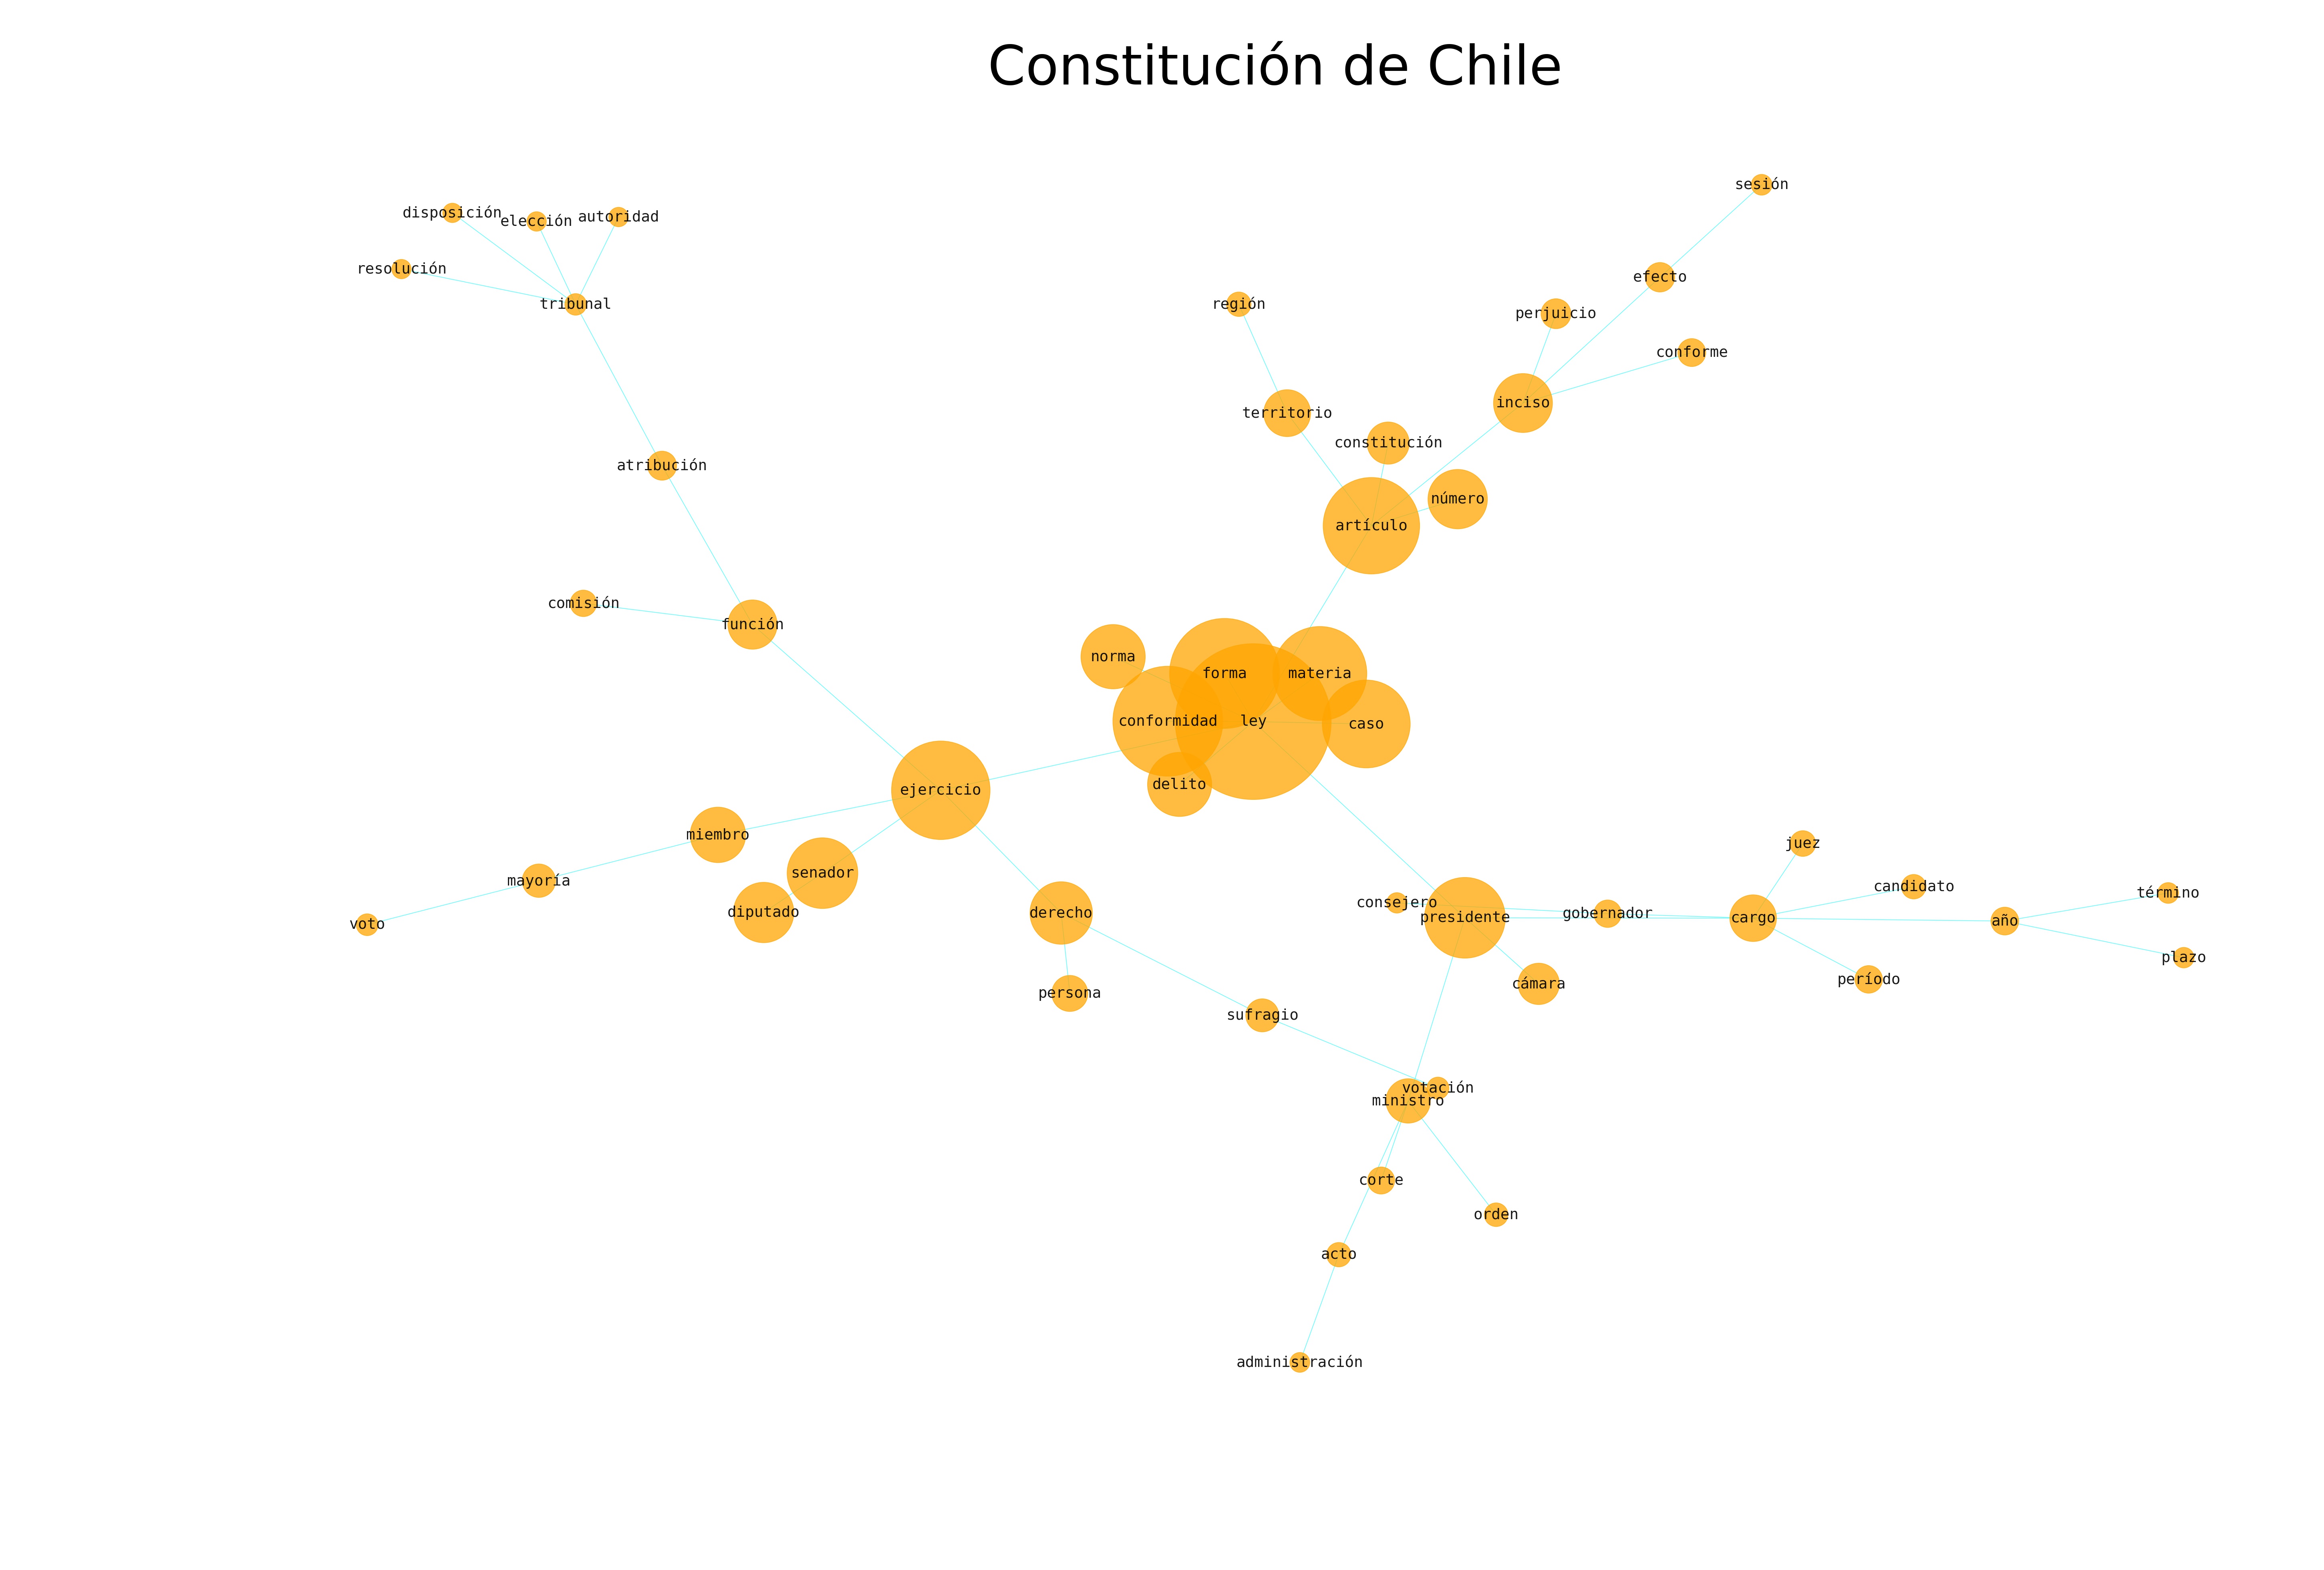 Constitución de Chile
sesión
disposición
elección
autoridad
resolución
tribunal
efecto
región
perjuicio
conforme
inciso
territorio
constitución
atribución
número
artículo
comisión
función
norma
forma
materia
conformidad
ley
caso
delito
ejercicio
miembro
juez
senador
mayoría
candidato
término
consejero
diputado
derecho
gobernador
presidente
cargo
año
voto
plazo
período
cámara
persona
sufragio
votación
ministro
corte
orden
acto
administración